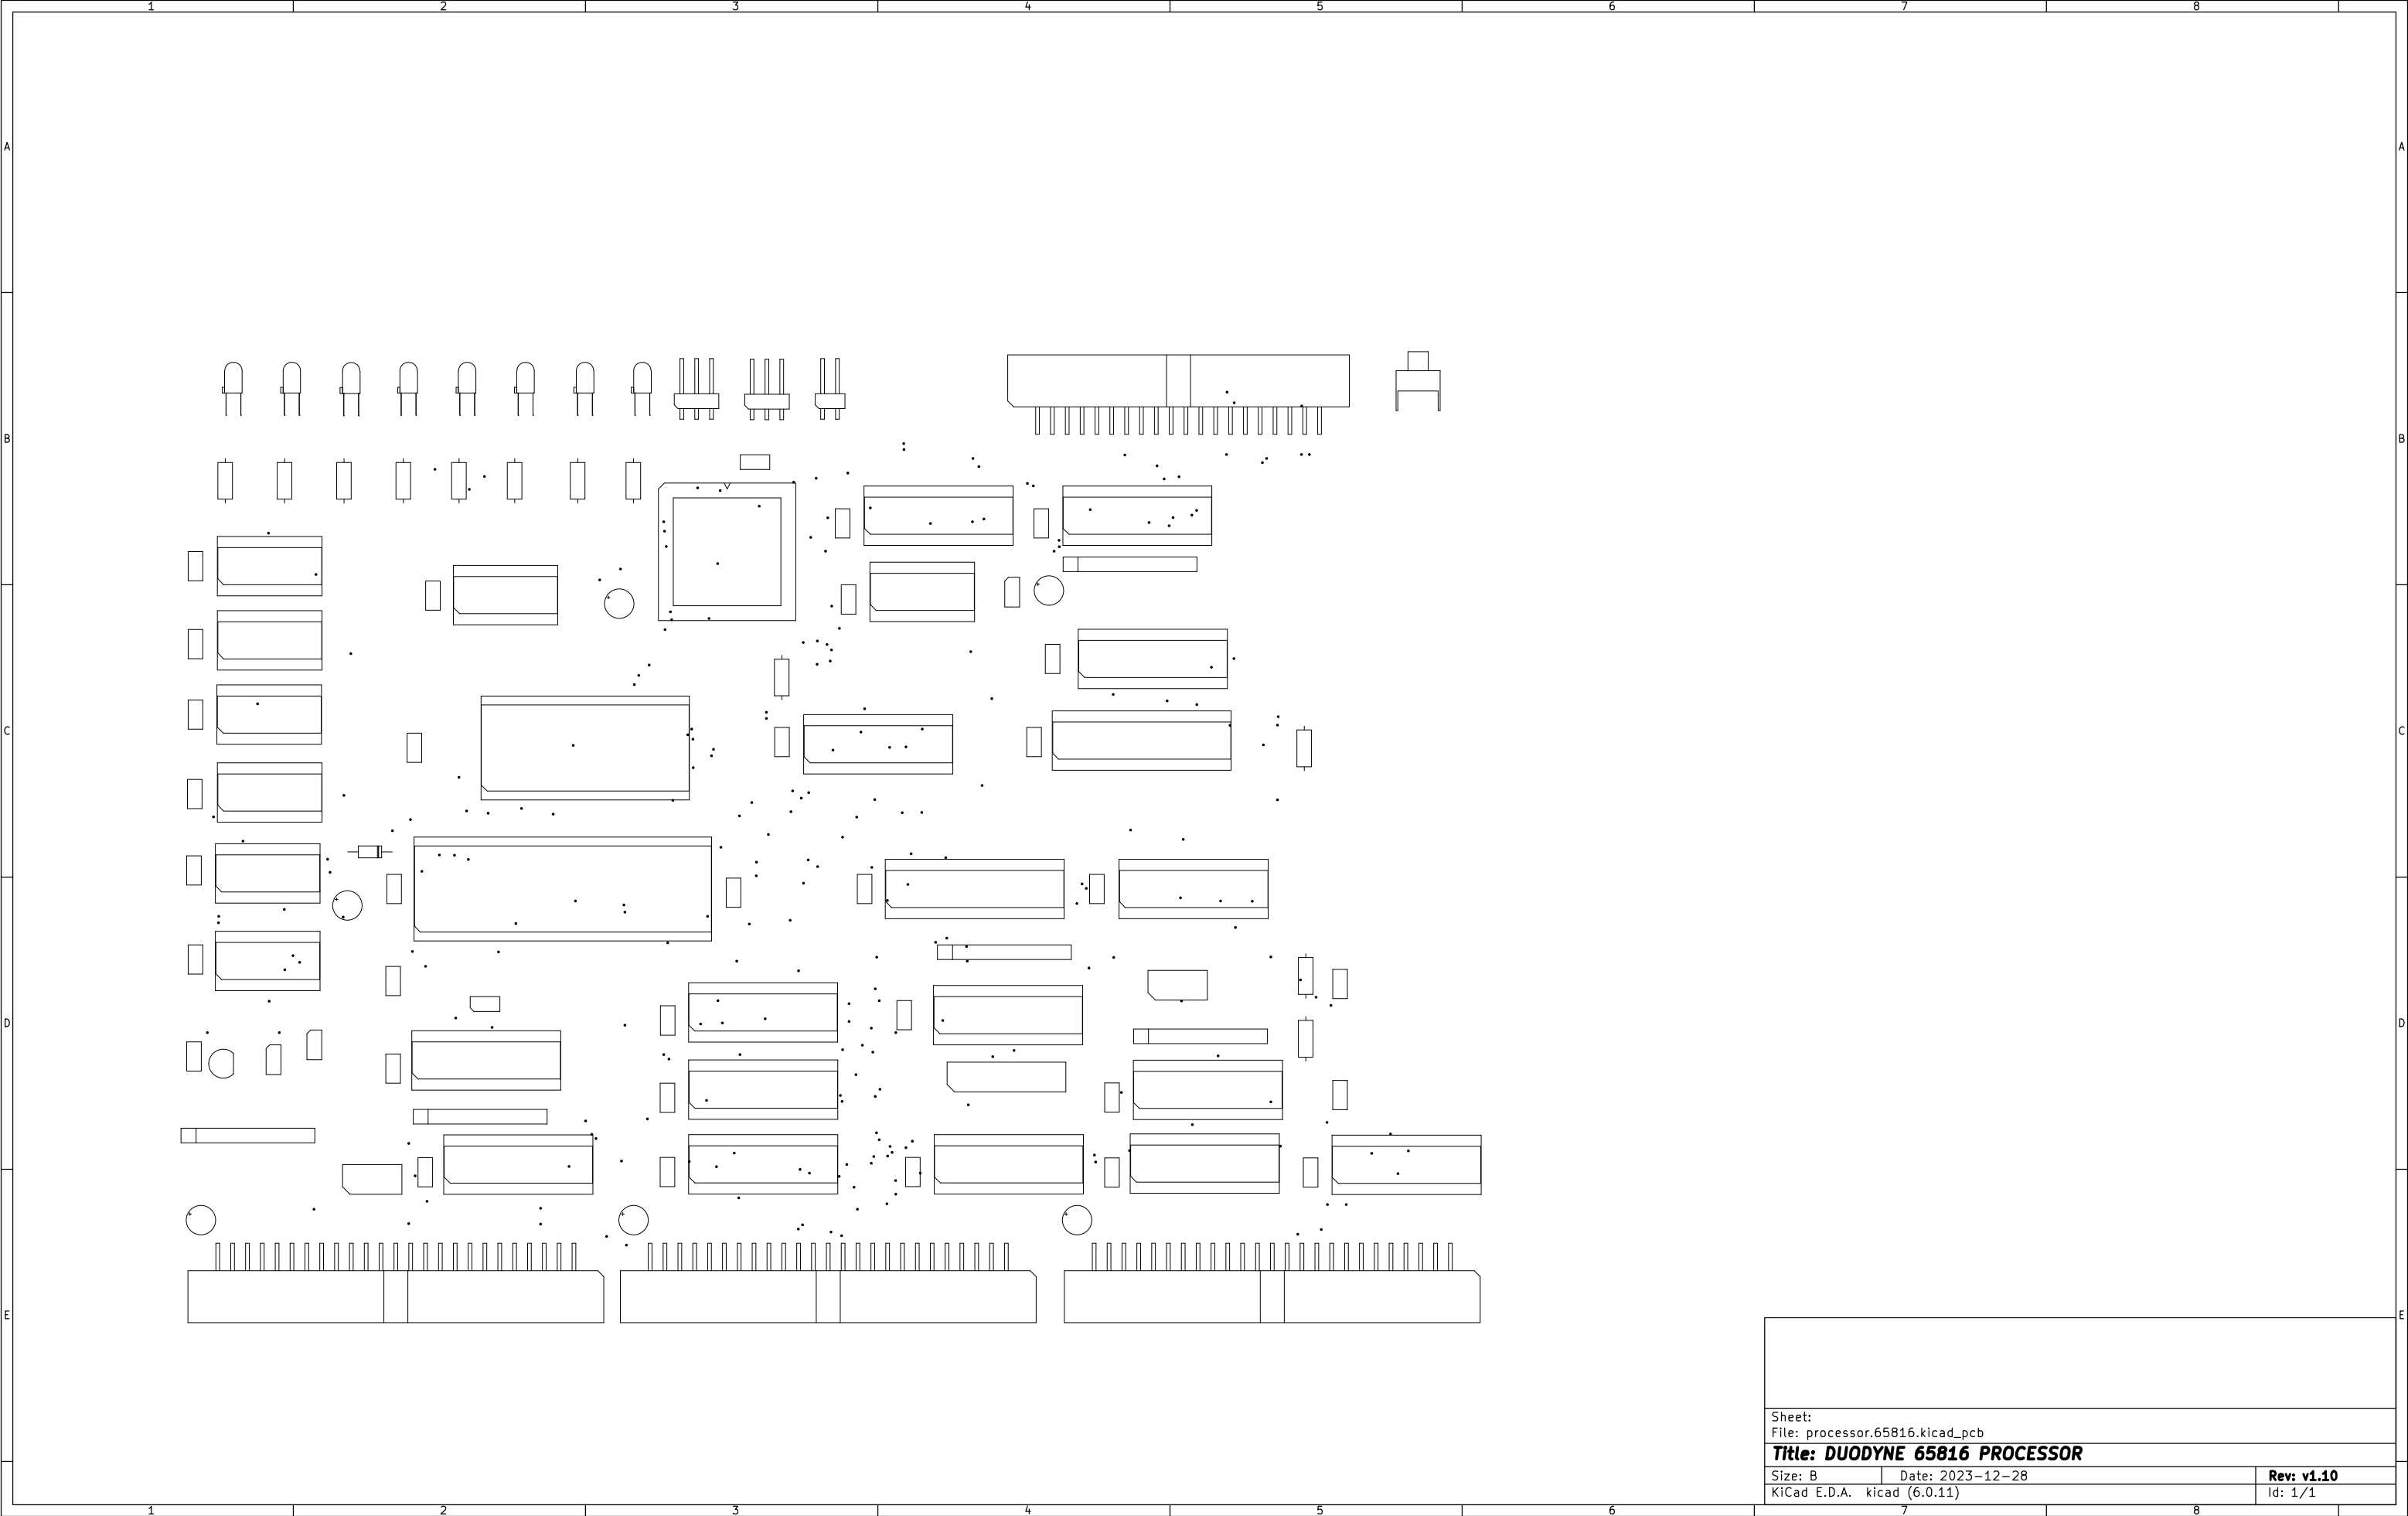 1 2 3 4 5 6 7 8
A A
B B
C C
D D
E E
Sheet:
File: processor.65816.kicad_pcb
Title: DUODYNE 65816 PROCESSOR
Size: B Date: 2023-12-28 Rev: v1.10
KiCad E.D.A. kicad (6.0.11) Id: 1/1
1 2 3 4 5 6 7 8